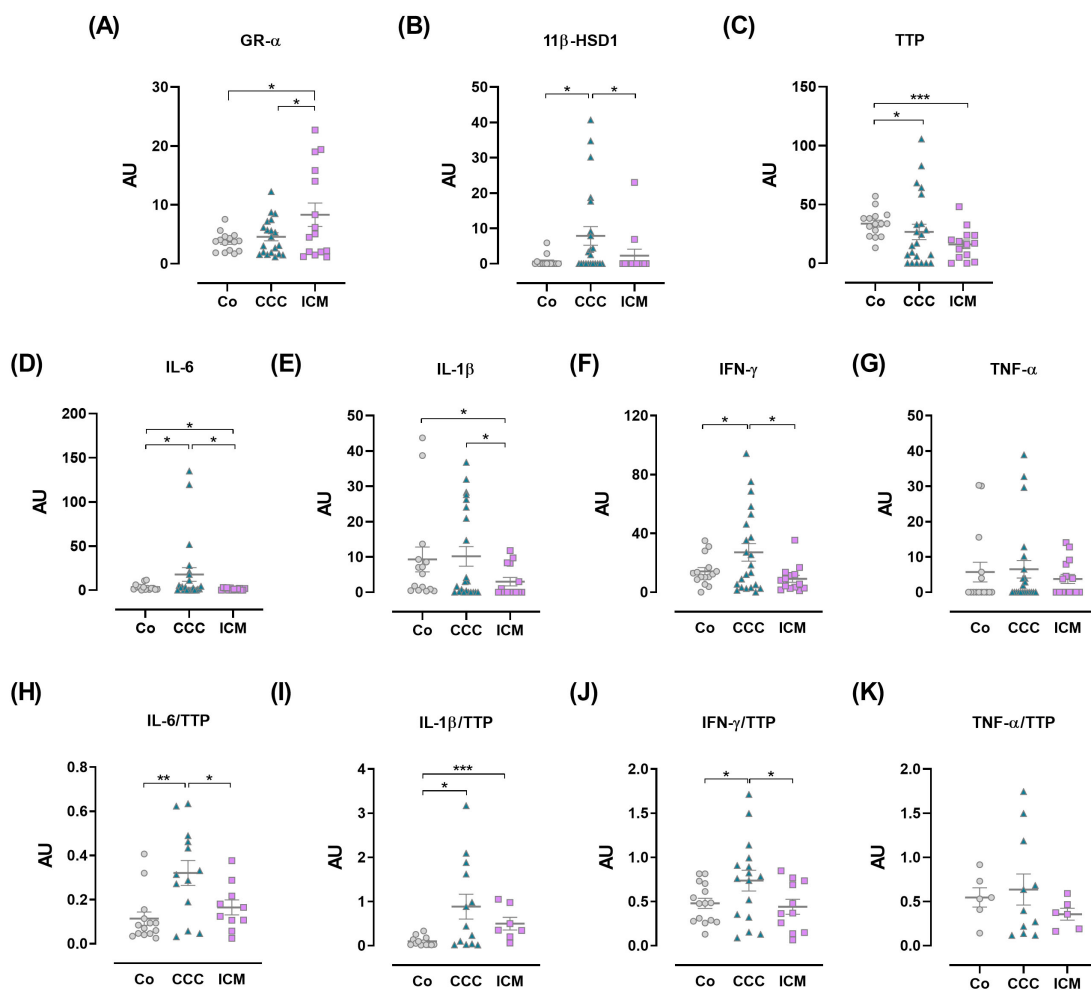 (A)
GR-α
AU
30
20
10
0
*
*
Co CCC ICM
(B)
11β-HSD1
AU
50
40
30
20
10
0
* *
Co CCC ICM
(C)
TTP
AU
150
100
50
0
***
*
Co CCC ICM
(D)
IL-6
AU
200
150
100
50
0
*
* *
Co CCC ICM
(E)
IL-1β
AU
50
40
30
20
10
0
*
*
Co CCC ICM
(F)
IFN-γ
AU
120
80
40
0
* *
Co CCC ICM
(G)
TNF-α
AU
50
40
30
20
10
0
Co CCC ICM
(H)
IL-6/TTP
AU
0.8
0.6
0.4
0.2
0.0
** *
Co CCC ICM
(I)
IL-1β/TTP
AU
4
3
2
1
0
***
*
Co CCC ICM
(J)
IFN-γ/TTP
AU
2.0
1.5
1.0
0.5
0.0
* *
Co CCC ICM
(K)
TNF-α/TTP
AU
2.0
1.5
1.0
0.5
0.0
Co CCC ICM